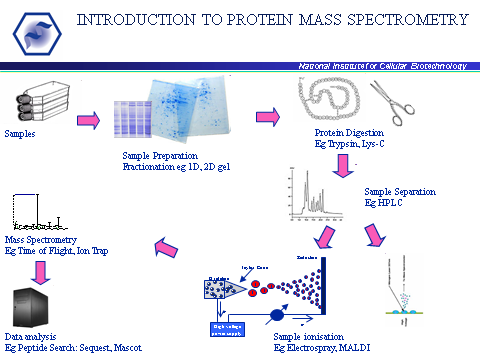 INTRODUCTION TO PROTEIN MASS SPECTROMETRY
National Institute for Cellular Biotechnology
Samples
Sample Preparation
Fractionation eg 1D, 2D gel
Protein Digestion
Eg Trypsin, Lys-C
Sample Separation
Eg HPLC
Mass Spectrometry
Eg Time of Flight, Ion Trap
Taylor Cone
High voltage
power supply
Sample ionisation
Eg Electrospray, MALDI
Data analysis
Eg Peptide Search: Sequest, Mascot